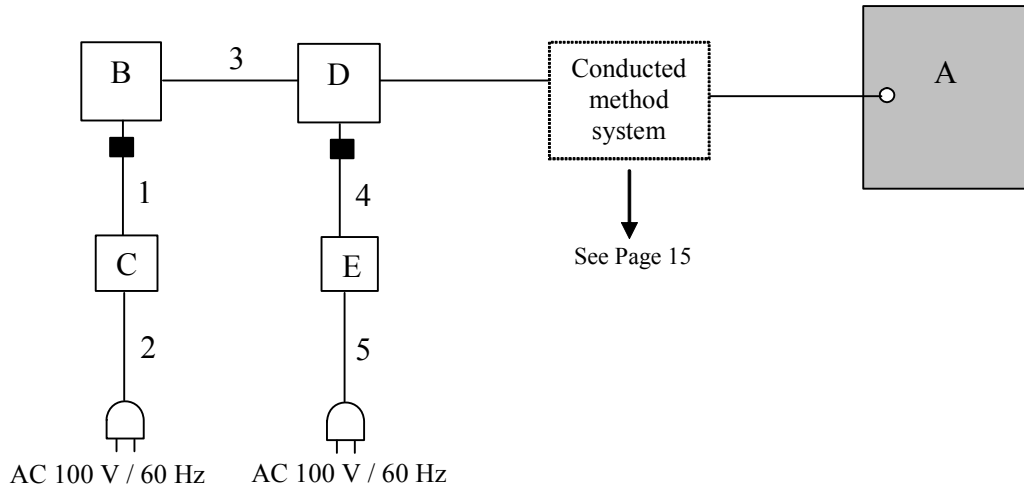 B
3
D
Conducted
method
system
A
1
4
See Page 15
C
E
2
5
AC 100 V / 60 Hz
AC 100 V / 60 Hz